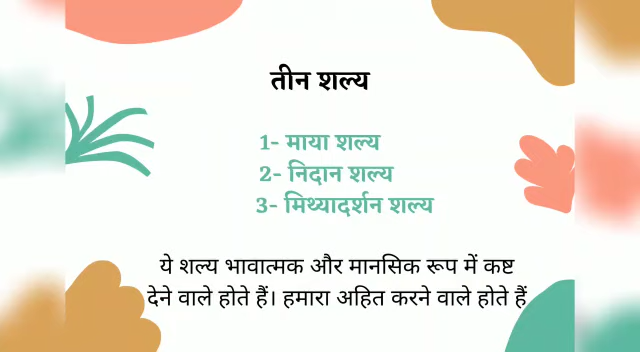 तीन शल्य
1- माया शल्य
2- निदान शल्य
3- मिथ्यादर्शन शल्य
ये शल्य भावात्मक और मानसिक रूप में कष्ट
देने वाले होते हैं। हमारा अहित करने वाले होते हैं